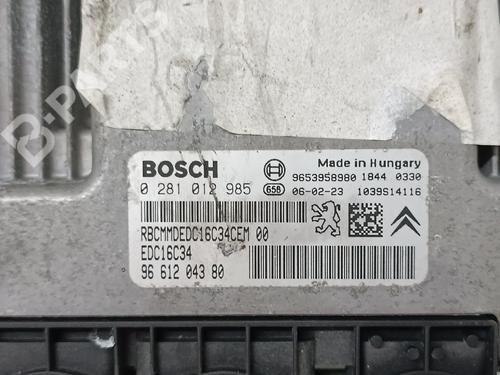 B-PARTS
BOSCH
Made in Hungary
9653958980 1844 0330
0 281 012 985
658
06-02-23 1039S14116
RBCMMDEDC16C34CEM 00
EDC16C34
96 612 043 80